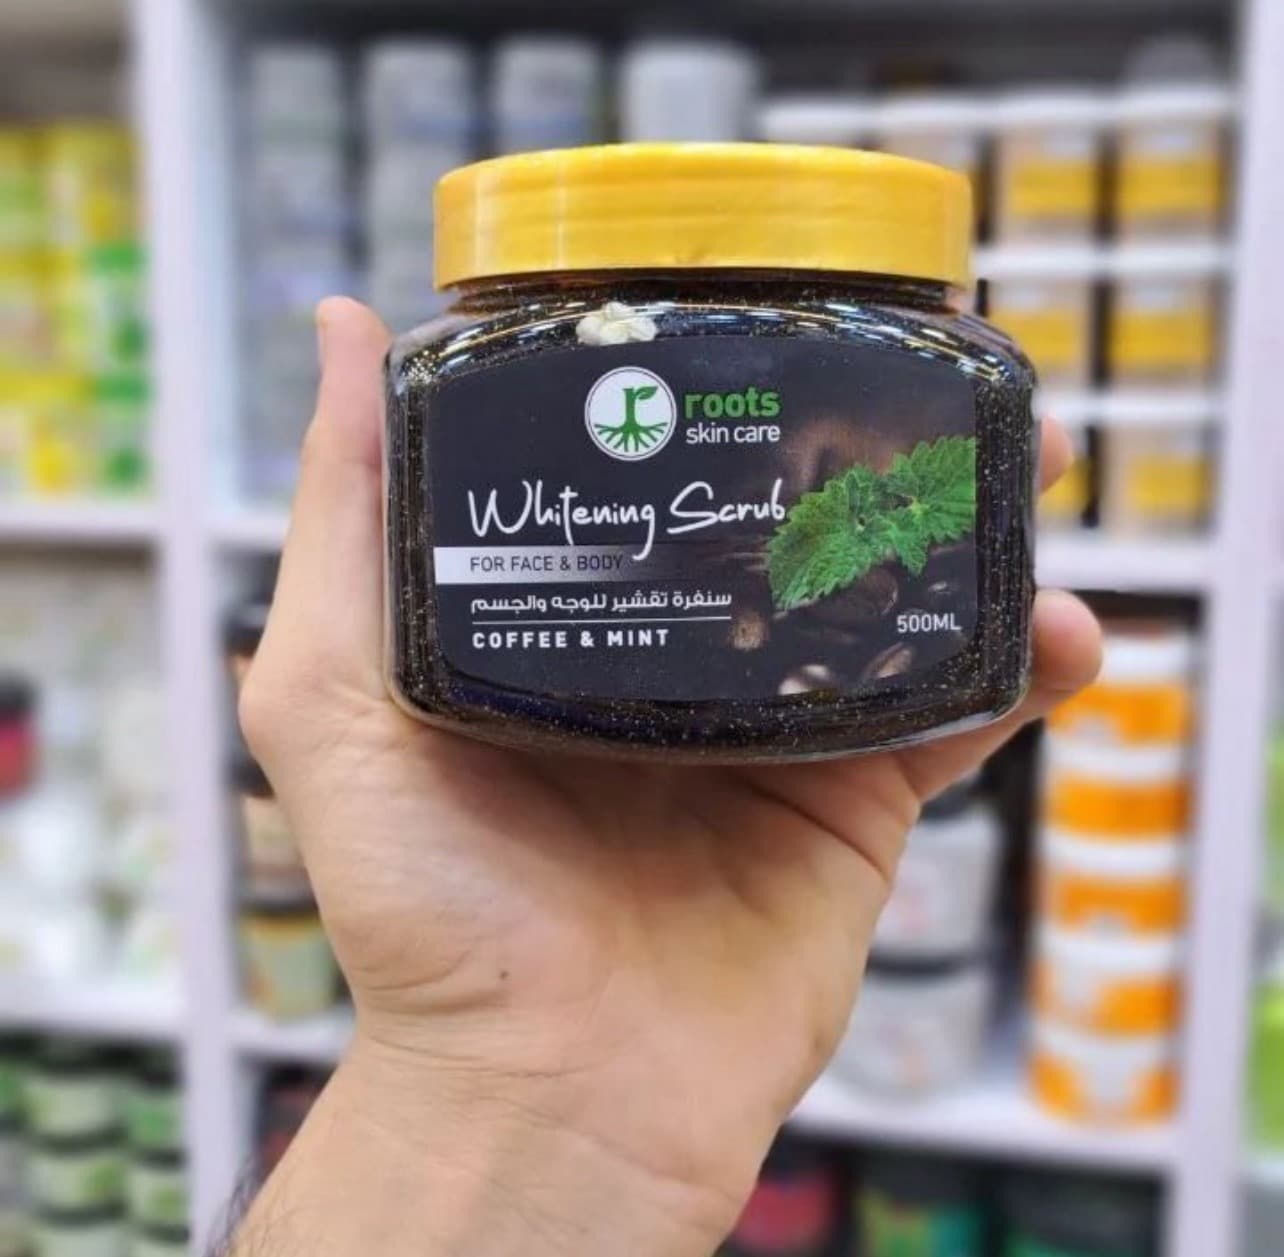 roots
skin care
Whitening Scrub
FOR FACE & BODY
سنفرة تقشير للوجه والجسم
COFFEE & MINT
500ML